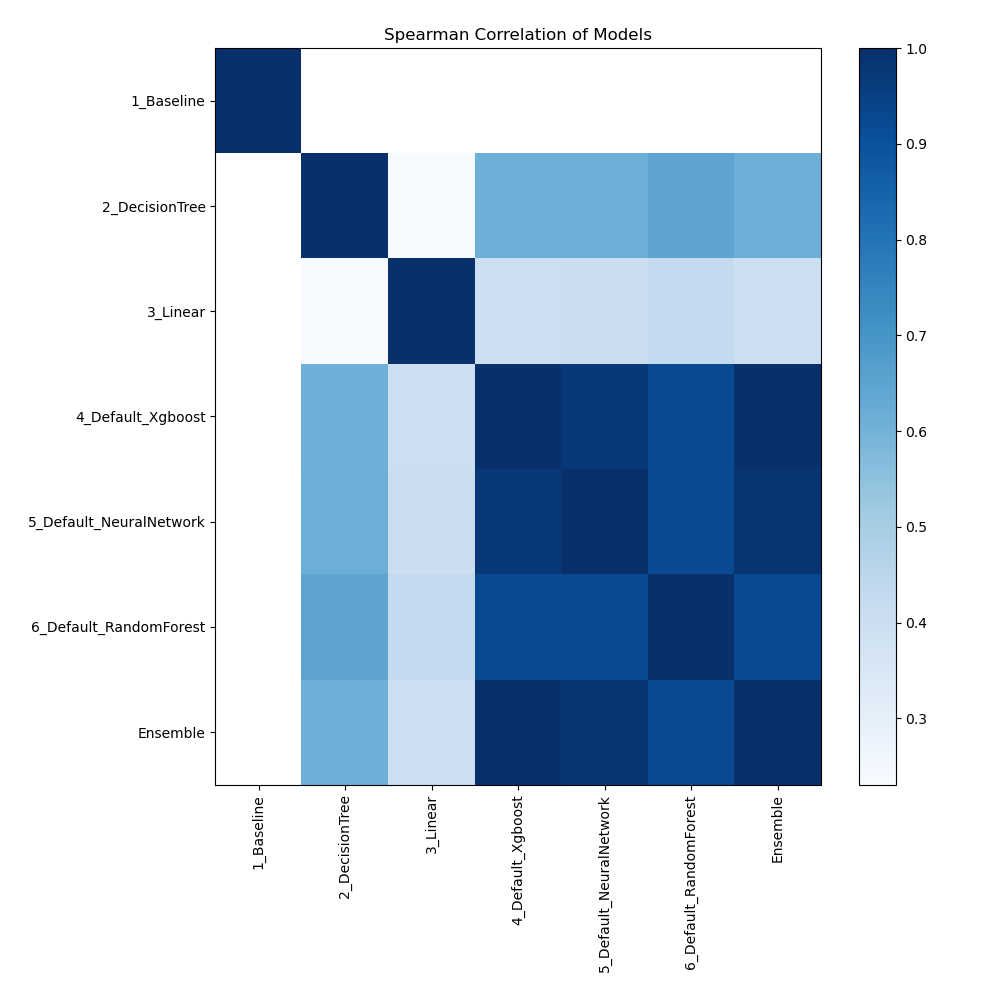 Spearman Correlation of Models
1_Baseline
2_DecisionTree
3_Linear
4_Default_Xgboost
5_Default_NeuralNetwork
6_Default_RandomForest
Ensemble
1_Baseline
2_DecisionTree
3_Linear
4_Default_Xgboost
5_Default_NeuralNetwork
6_Default_RandomForest
Ensemble
1.0
0.9
0.8
0.7
0.6
0.5
0.4
0.3